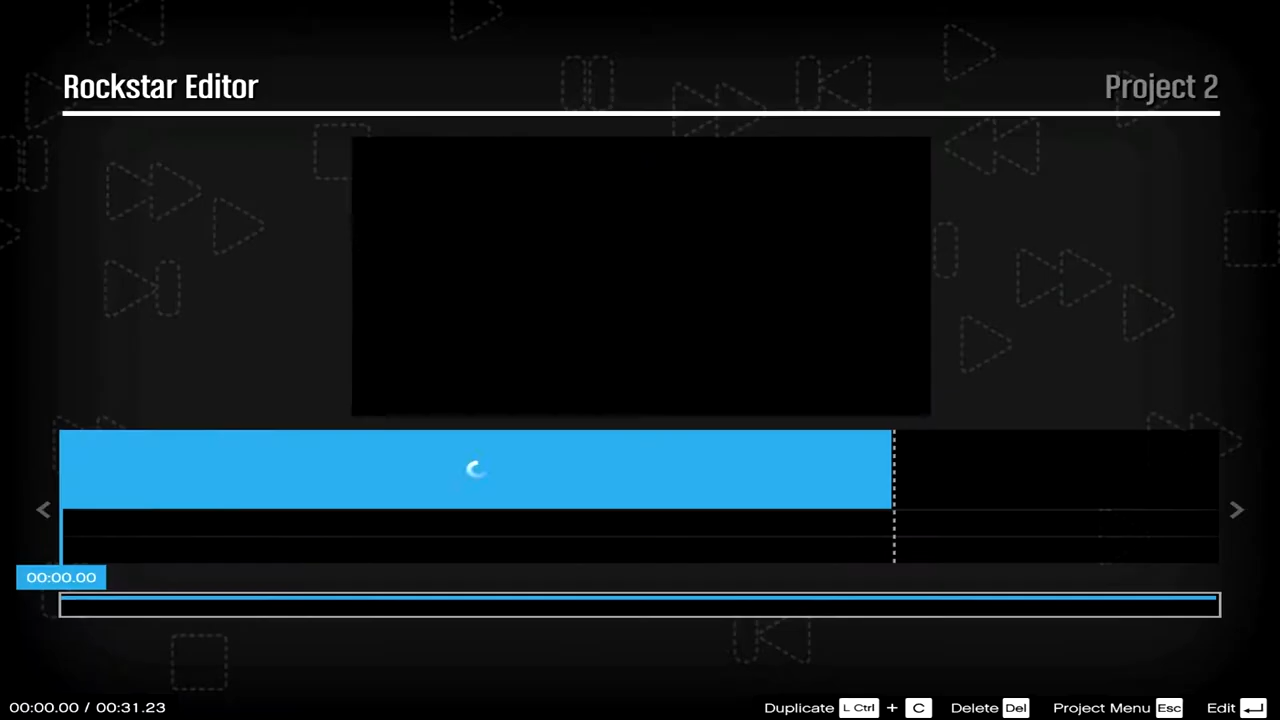 Rockstar Editor
Project 2
00:00.00
00:00.00 / 00:31.23
Duplicate L Ctrl + C Delete Del Project Menu Esc Edit